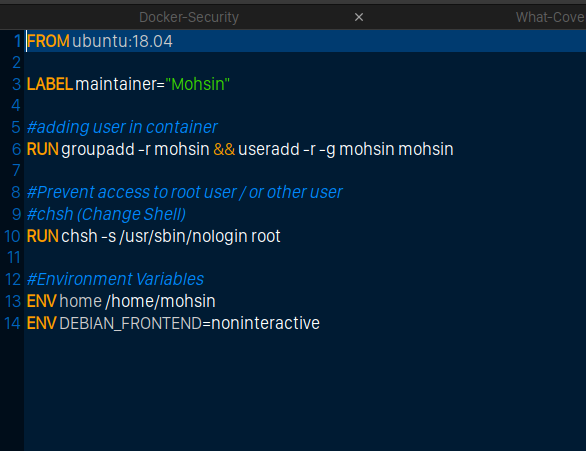 Docker-Security × What-Cove
1 FROM ubuntu:18.04
2
3 LABEL maintainer="Mohsin"
4
5 #adding user in container
6 RUN groupadd -r mohsin && useradd -r -g mohsin mohsin
7
8 #Prevent access to root user / or other user
9 #chsh (Change Shell)
10 RUN chsh -s /usr/sbin/nologin root
11
12 #Environment Variables
13 ENV home /home/mohsin
14 ENV DEBIAN_FRONTEND=noninteractive